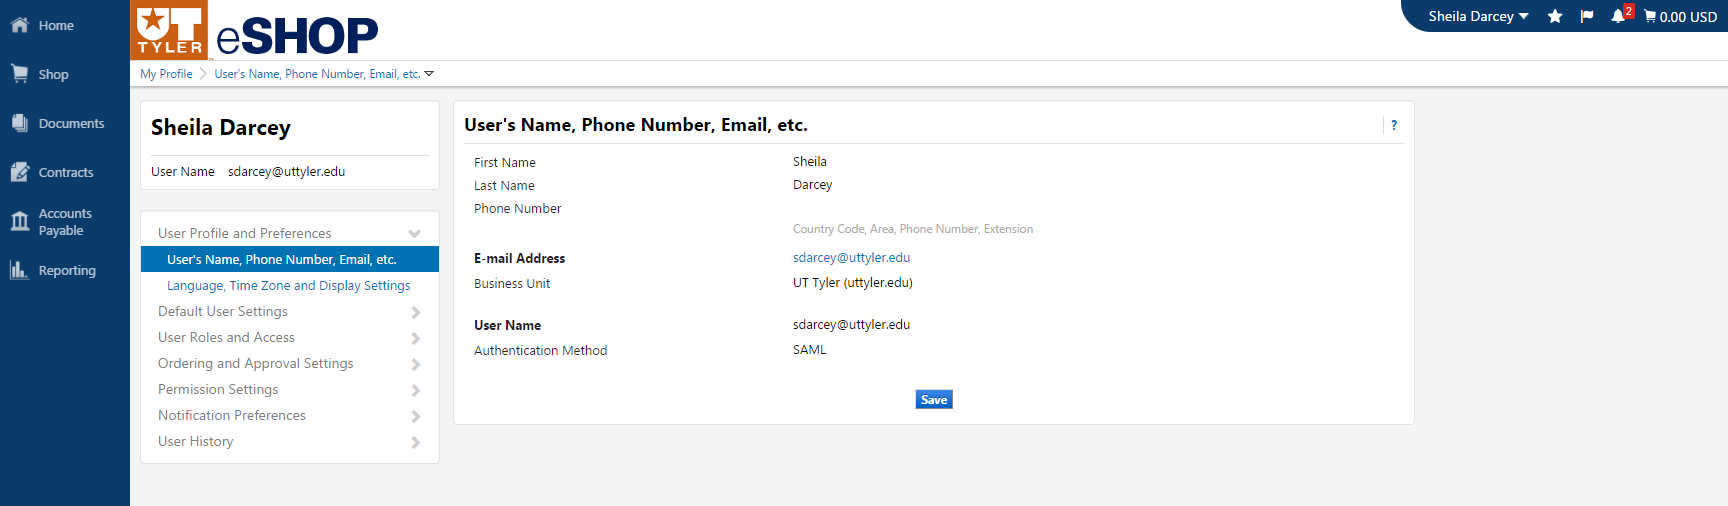 Home
Shop
Documents
Contracts
Accounts
Payable
Reporting
UT
TYLER
eSHOP
Sheila Darcey
2
0.00 USD
My Profile
User's Name, Phone Number, Email, etc.
Sheila Darcey
User Name sdarcey@uttyler.edu
User Profile and Preferences
User's Name, Phone Number, Email, etc.
Language, Time Zone and Display Settings
Default User Settings
User Roles and Access
Ordering and Approval Settings
Permission Settings
Notification Preferences
User History
User's Name, Phone Number, Email, etc.
?
First Name Sheila
Last Name Darcey
Phone Number
Country Code, Area, Phone Number, Extension
E-mail Address sdarcey@uttyler.edu
Business Unit UT Tyler (uttyler.edu)
User Name sdarcey@uttyler.edu
Authentication Method SAML
Save